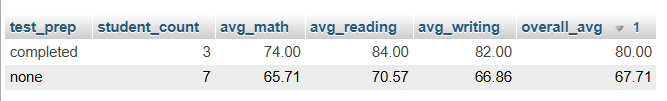 test_prep student_count avg_math avg_reading avg_writing overall_avg 1
completed 3 74.00 84.00 82.00 80.00
none 7 65.71 70.57 66.86 67.71